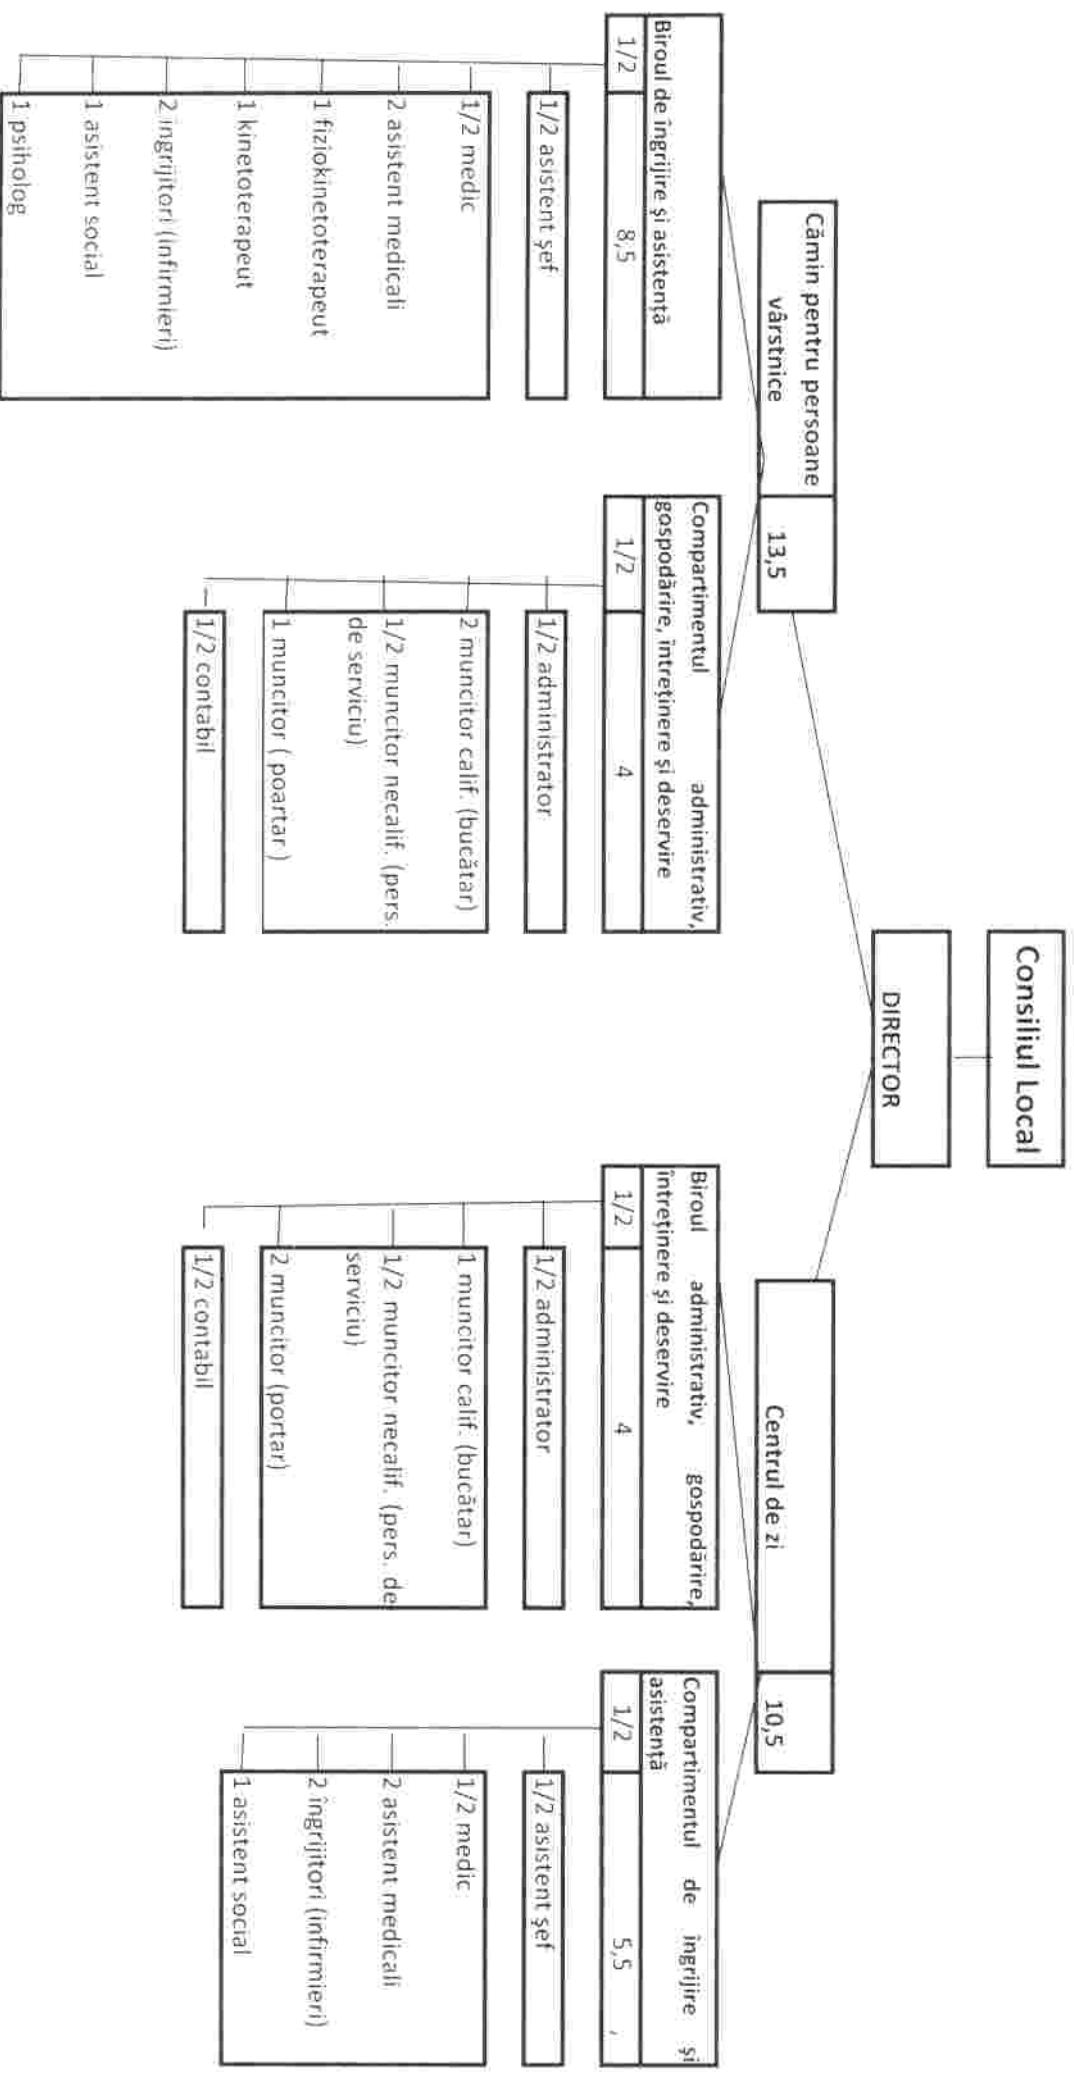 Consiliul Local
DIRECTOR
Cămin pentru persoane
vârstnice
13,5
Centrul de zi
10,5
Biroul de îngrijire și asistență
1/2
8,5
1/2 asistent șef
1/2 medic
2 asistent medicali
1 fiziokinetoterapeut
1 kinetoterapeut
2 ingrijitori (infirmieri)
1 asistent social
1 psiholog
Compartimentul administrativ,
gospodărire, întreținere și deservire
1/2
4
1/2 administrator
2 muncitor calif. (bucătar)
1/2 muncitor necalif. (pers.
de serviciu)
1 muncitor ( poartar )
1/2 contabil
Biroul administrativ, gospodărire,
întreținere și deservire
1/2
4
1/2 administrator
1 muncitor calif. (bucătar)
1/2 muncitor necalif. (pers. de
serviciu)
2 muncitor (portar)
1/2 contabil
Compartimentul de îngrijire și
asistență
1/2
5,5
1/2 asistent șef
1/2 medic
2 asistent medicali
2 îngrijitori (infirmieri)
1 asistent social